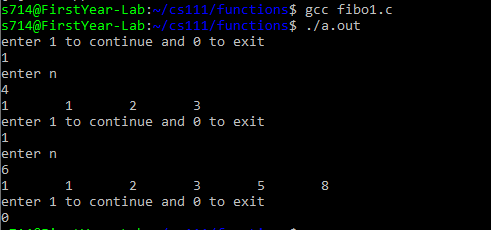 s714@FirstYear-Lab:~/cs111/functions$ gcc fibo1.c
s714@FirstYear-Lab:~/cs111/functions$ ./a.out
enter 1 to continue and 0 to exit
1
enter n
4
1 1 2 3
enter 1 to continue and 0 to exit
1
enter n
6
1 1 2 3 5 8
enter 1 to continue and 0 to exit
0